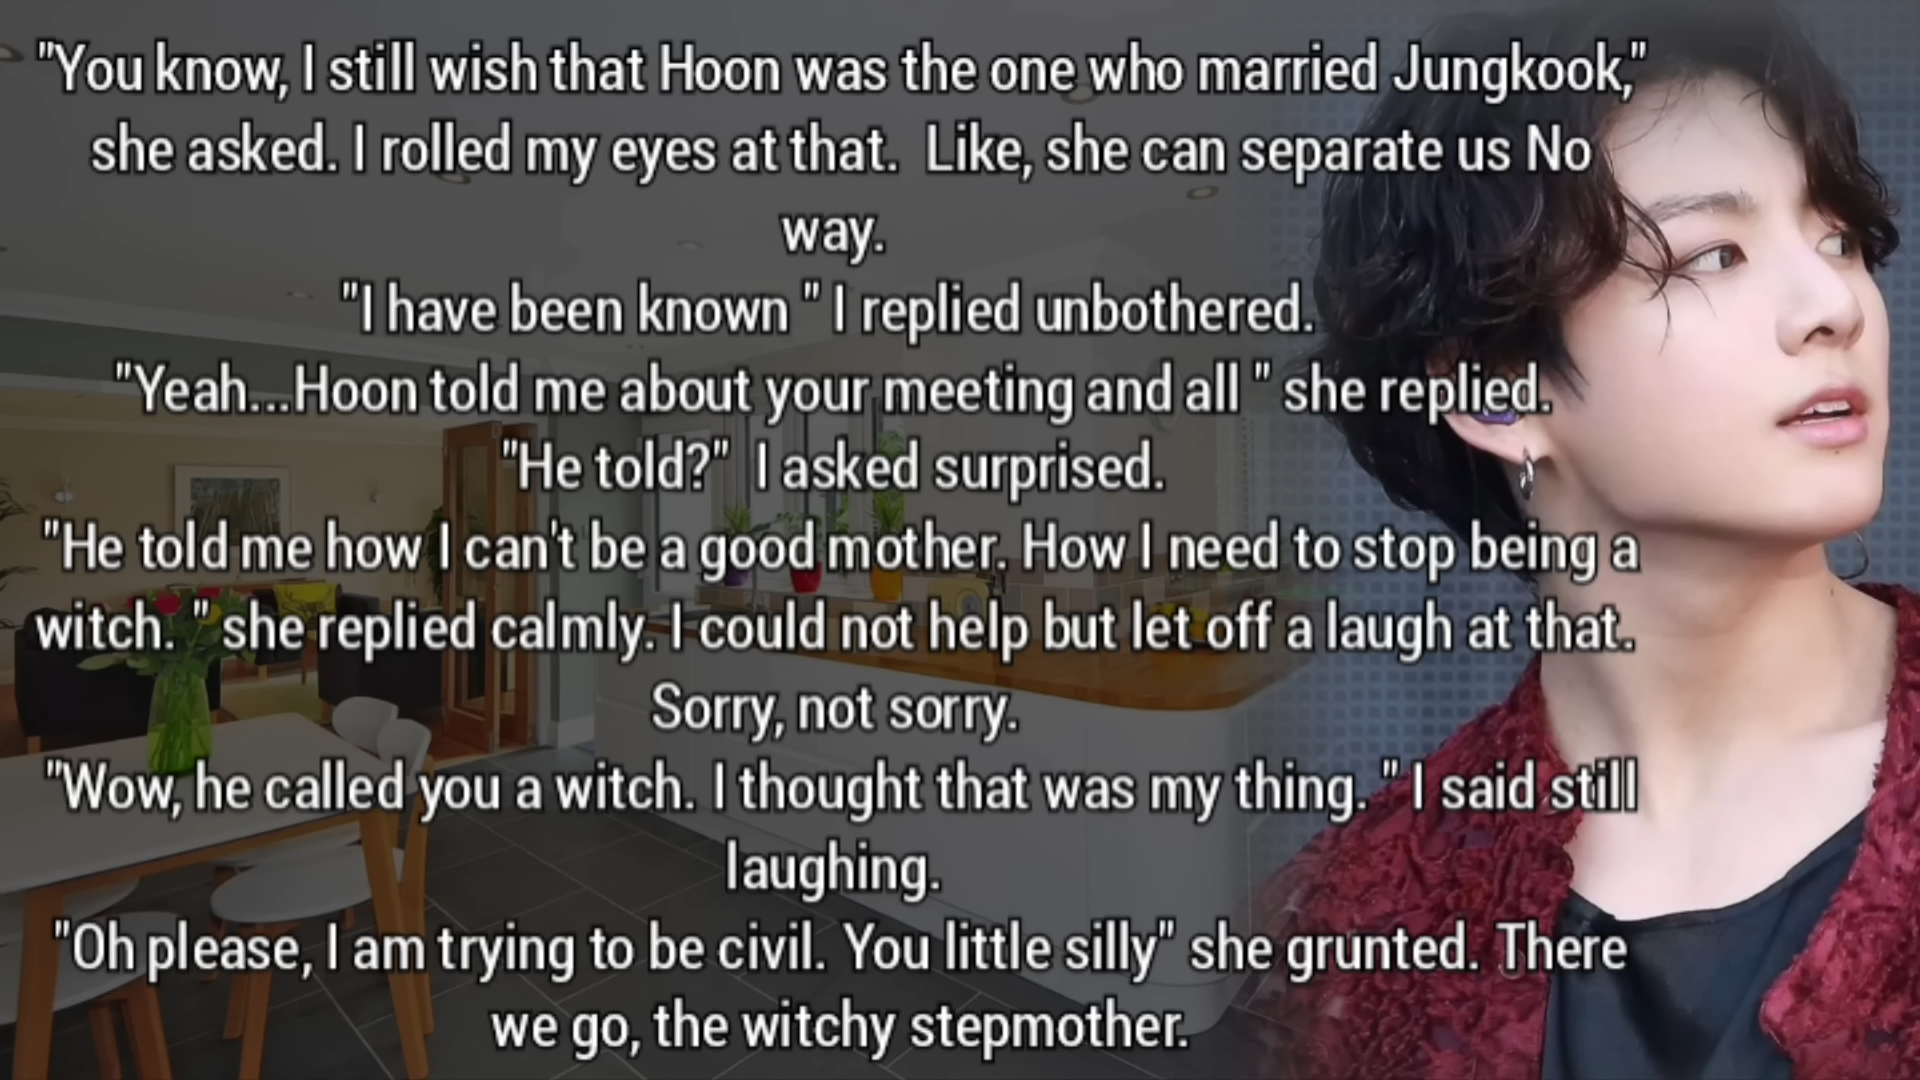 "You know, I still wish that Hoon was the one who married Jungkook,"
she asked. I rolled my eyes at that.  Like, she can separate us No
way.
"I have been known " I replied unbothered.
"Yeah...Hoon told me about your meeting and all " she replied.
"He told?"  I asked surprised.
"He told me how I can't be a good mother. How I need to stop being a
witch. " she replied calmly. I could not help but let off a laugh at that.
Sorry, not sorry.
"Wow, he called you a witch. I thought that was my thing. " I said still
laughing.
"Oh please, I am trying to be civil.  You little silly" she grunted. There
we go, the witchy stepmother.